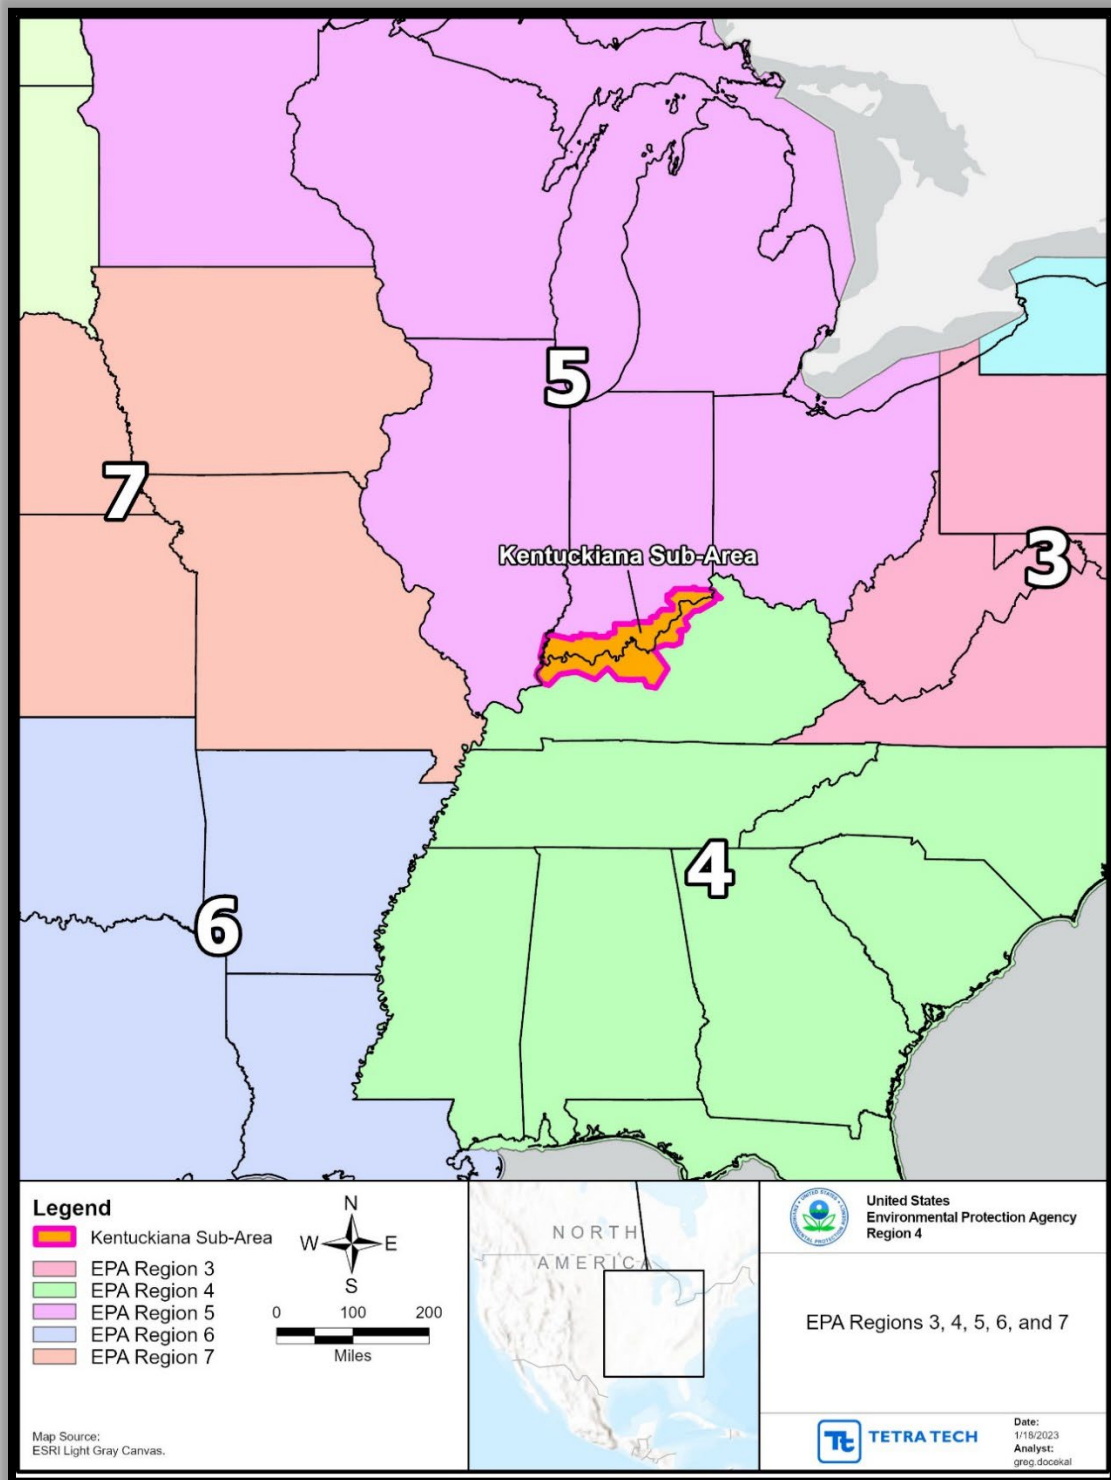 5
7
Kentuckiana Sub-Area
3
4
6
Legend
Kentuckiana Sub-Area
EPA Region 3
EPA Region 4
EPA Region 5
EPA Region 6
EPA Region 7
N
W E
S
0 100 200
Miles
Map Source:
ESRI Light Gray Canvas.
NORTH
AMERICA
United States
Environmental Protection Agency
Region 4
EPA Regions 3, 4, 5, 6, and 7
Tt TETRA TECH
Date:
1/18/2023
Analyst:
greg.docekal